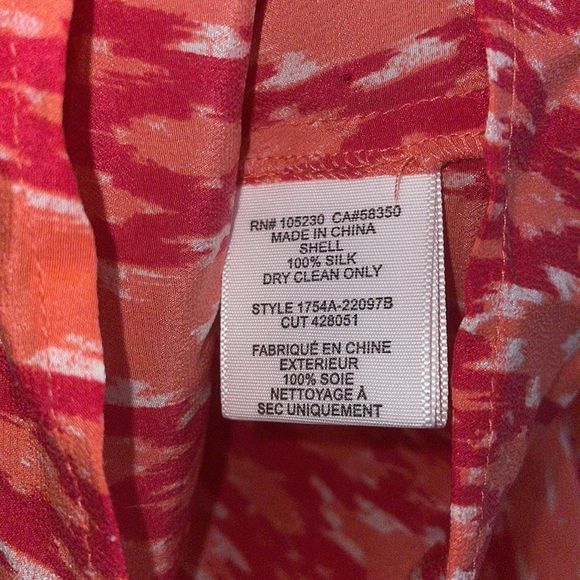 RN# 105230 CA#58350
MADE IN CHINA
SHELL
100% SILK
DRY CLEAN ONLY
STYLE 1754A-22097B
CUT 428051
FABRIQUÉ EN CHINE
EXTERIEUR
100% SOIE
NETTOYAGE À
SEC UNIQUEMENT